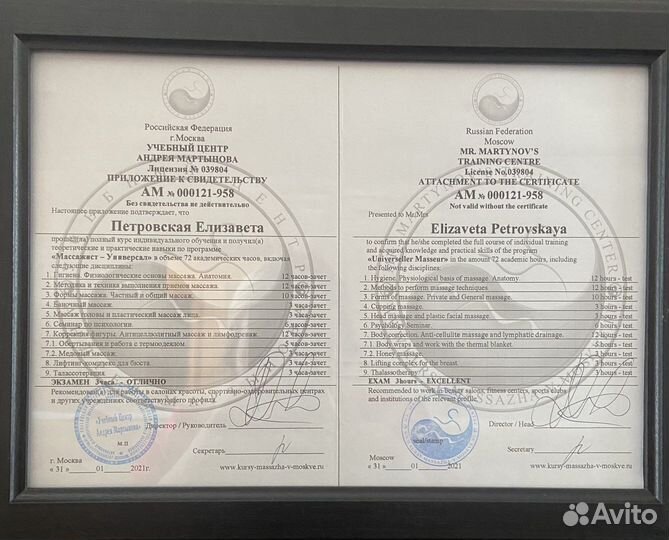 Российская Федерация
г.Москва
УЧЕБНЫЙ ЦЕНТР
АНДРЕЯ МАРТЫНОВА
Лицензия № 039804
ПРИЛОЖЕНИЕ К СВИДЕТЕЛЬСТВУ
АМ № 000121-958
Без свидетельства не действительно
Настоящее приложение подтверждает, что
Петровская Елизавета
прошел(ла) полный курс индивидуального обучения и получил(а)
теоретические и практические навыки по программе
«Массажист – Универсал» в объеме 72 академических часов, включая
следующие дисциплины:
1. Гигиена. Физиологические основы массажа. Анатомия. 12 часов-зачет
2. Методика и техника выполнения приемов массажа. 12 часов-зачет
3. Формы массажа. Частный и общий массаж. 10 часов-зачет
4. Баночный массаж. 3 часа-зачет
5. Массаж головы и пластический массаж лица. 3 часа-зачет
6. Семинар по психологии. 6 часов-зачет
7. Коррекция фигуры. Антицеллюлитный массаж и лимфодренаж. 12 часов-зачет
7.1. Обертывания и работа с термоодеялом. 5 часов-зачет
7.2. Медовый массаж. 3 часа-зачет
8. Лифтинг-комплекс для бюста. 3 часа-зачет
9. Талассотерапия. 3 часа-зачет
ЭКЗАМЕН 3часа – ОТЛИЧНО
Рекомендован(а) для работы в салонах красоты, спортивно-оздоровительных центрах
и других учреждениях соответствующего профиля.
Директор / Руководитель
«Учебный Центр
Андрея Мартынова»
м.п
Секретарь
г. Москва
« 31 » 01 2021г.
www.kursy-massazha-v-moskve.ru
Russian Federation
Moscow
MR. MARTYNOV'S
TRAINING CENTRE
License No.039804
ATTACHMENT TO THE CERTIFICATE
AM № 000121-958
Not valid without the certificate
Presented to Mr/Mrs
Elizaveta Petrovskaya
to confirm that he/she completed the full course of individual training
and acquired knowledge and practical skills of the program
«Universeller Masseur» in the amount 72 academic hours, including
the following disciplines:
1. Hygiene. Physiological basis of massage. Anatomy. 12 hours - test
2. Methods to perform massage techniques 12 hours - test
3. Forms of massage. Private and General massage. 10 hours - test
4. Cupping massage. 3 hours - test
5. Head massage and plastic facial massage. 3 hours - test
6. Psychology Seminar. 6 hours - test
7. Body correction. Anti-cellulite massage and lymphatic drainage. 12 hours - test
7.1. Body wraps and work with the thermal blanket. 5 hours - test
7.2. Honey massage. 3 hours - test
8. Lifting complex for the breast. 3 hours - test
9. Thalassotherapy. 3 hours - test
EXAM 3hours – EXCELLENT
Recommended to work in beauty salons, fitness centers, sports clubs
and institutions of the relevant profile.
Director / Head
seal/stamp
Secretary
Moscow
« 31 » 01 2021
www.kursy-massazha-v-moskve.ru
Avito